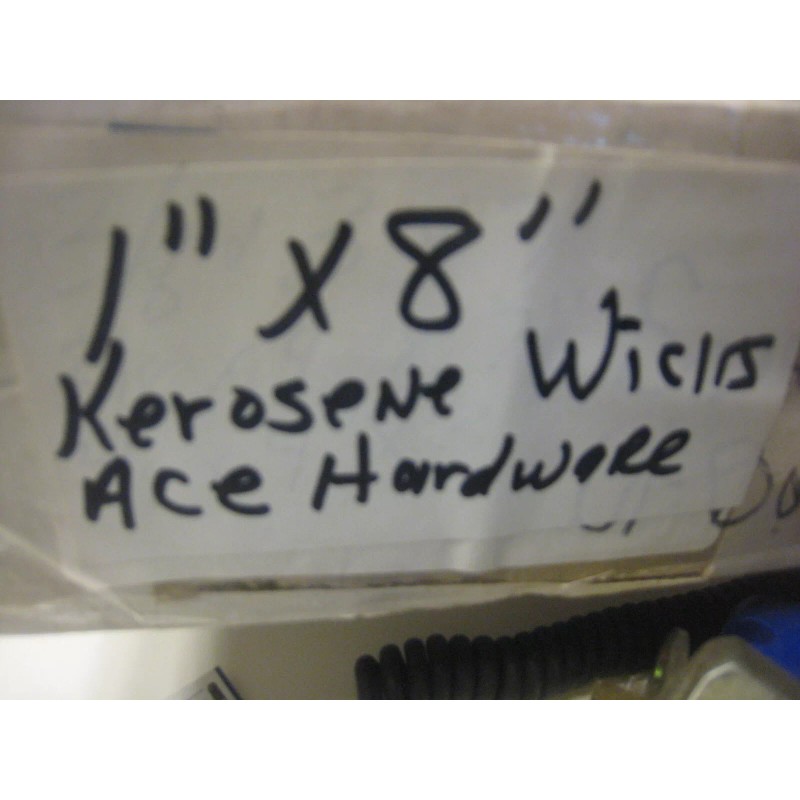 1" x 8"
Kerosene Wicks
Ace Hardware